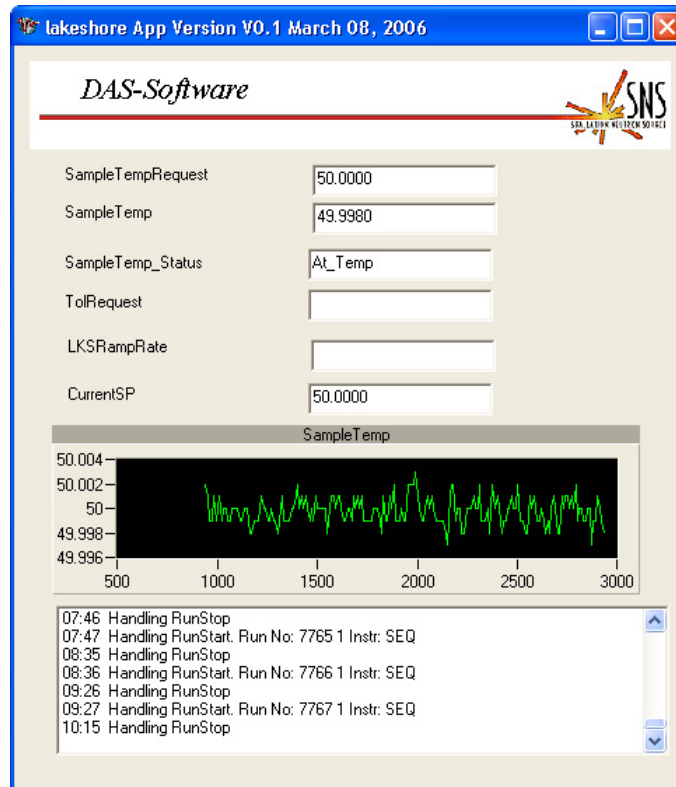 lakeshore App Version V0.1 March 08, 2006
DAS-Software
SNS
SPALLATION NEUTRON SOURCE
SampleTempRequest 50.0000
SampleTemp 49.9980
SampleTemp_Status At_Temp
TolRequest
LKSRampRate
CurrentSP 50.0000
SampleTemp
50.004
50.002
50
49.998
49.996
500 1000 1500 2000 2500 3000
07:46 Handling RunStop
07:47 Handling RunStart. Run No: 7765 1 Instr: SEQ
08:35 Handling RunStop
08:36 Handling RunStart. Run No: 7766 1 Instr: SEQ
09:26 Handling RunStop
09:27 Handling RunStart. Run No: 7767 1 Instr: SEQ
10:15 Handling RunStop